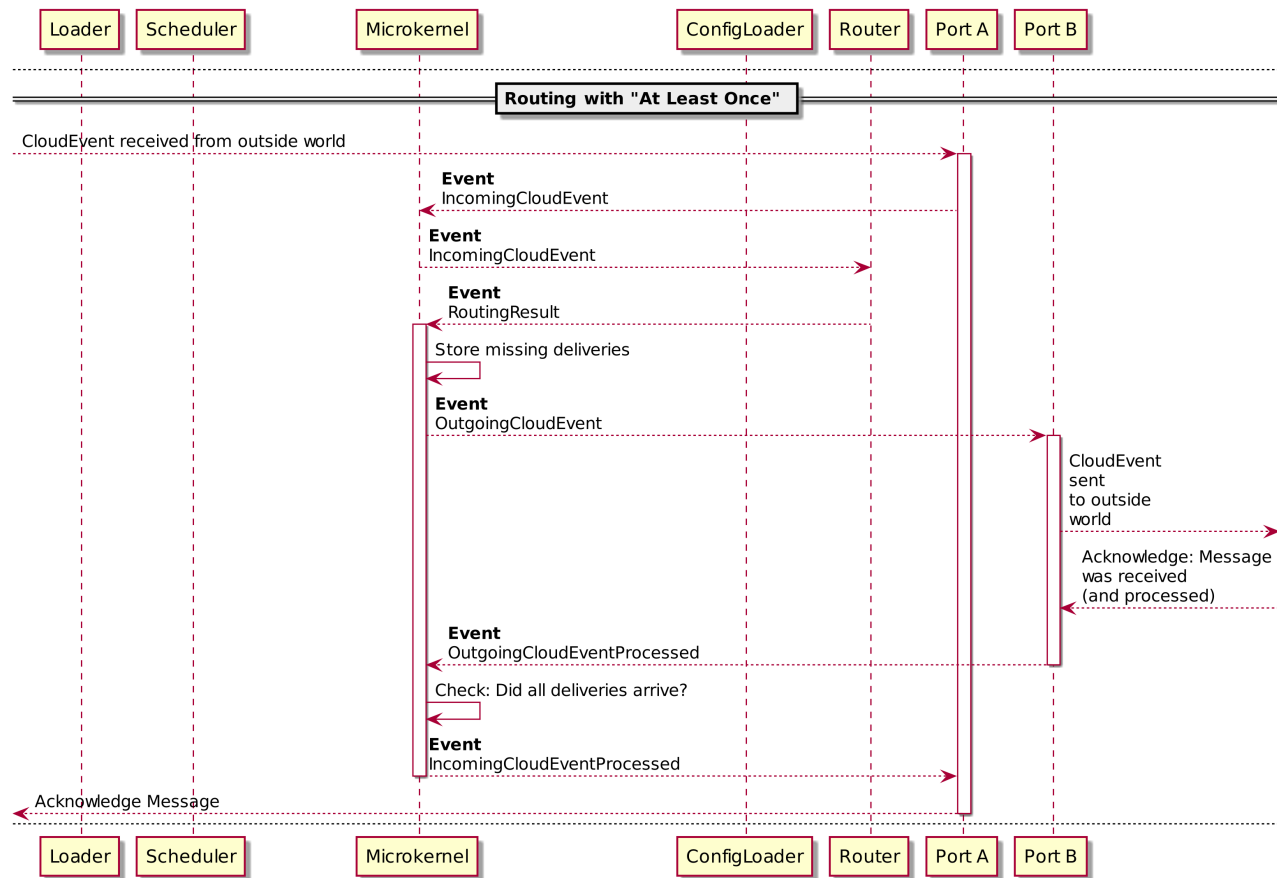 Loader
Scheduler
Microkernel
ConfigLoader
Router
Port A
Port B
Routing with "At Least Once"
CloudEvent received from outside world
Event
IncomingCloudEvent
Event
IncomingCloudEvent
Event
RoutingResult
Store missing deliveries
Event
OutgoingCloudEvent
CloudEvent
sent
to outside
world
Acknowledge: Message
was received
(and processed)
Event
OutgoingCloudEventProcessed
Check: Did all deliveries arrive?
Event
IncomingCloudEventProcessed
Acknowledge Message
Loader
Scheduler
Microkernel
ConfigLoader
Router
Port A
Port B